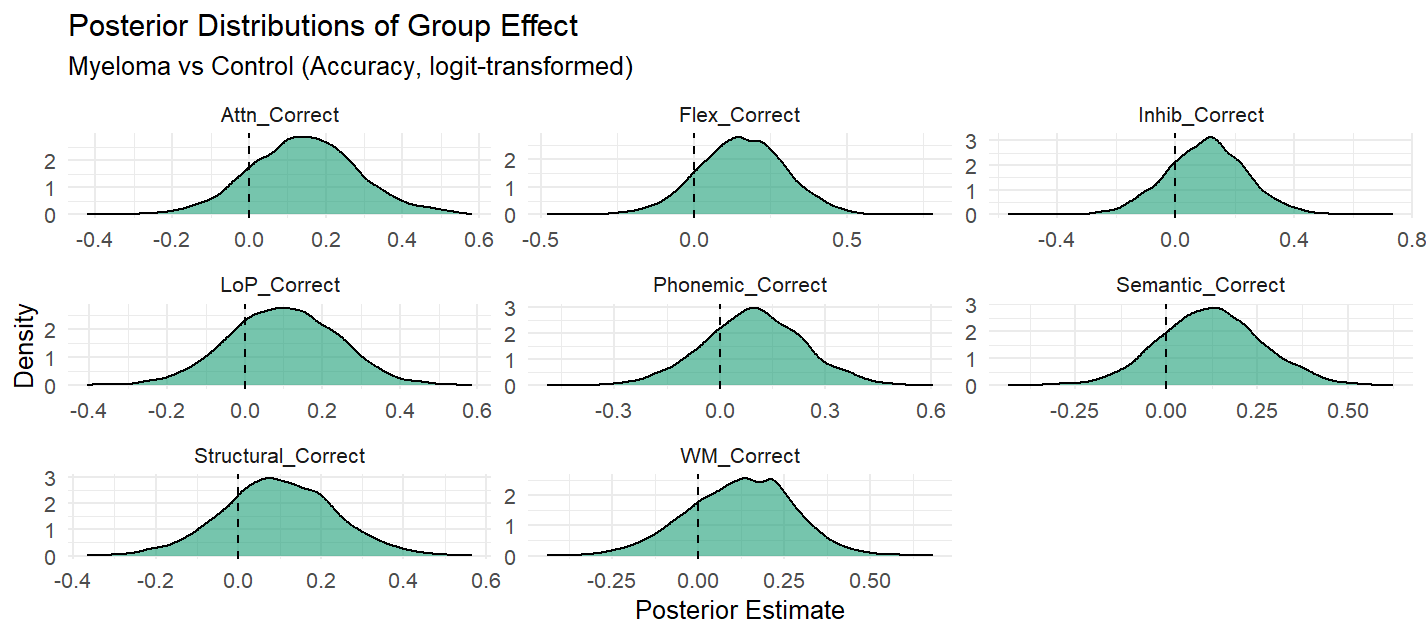 Posterior Distributions of Group Effect
Myeloma vs Control (Accuracy, logit-transformed)
Attn_Correct
Flex_Correct
Inhib_Correct
2
1
0
-0.4 -0.2 0.0 0.2 0.4 0.6
2
1
0
-0.5 0.0 0.5
3
2
1
0
-0.4 0.0 0.4 0.8
LoP_Correct
Phonemic_Correct
Semantic_Correct
Density
2
1
0
-0.4 -0.2 0.0 0.2 0.4 0.6
3
2
1
0
-0.3 0.0 0.3 0.6
3
2
1
0
-0.25 0.00 0.25 0.50
Structural_Correct
WM_Correct
3
2
1
0
-0.4 -0.2 0.0 0.2 0.4 0.6
2
1
0
-0.25 0.00 0.25 0.50
Posterior Estimate